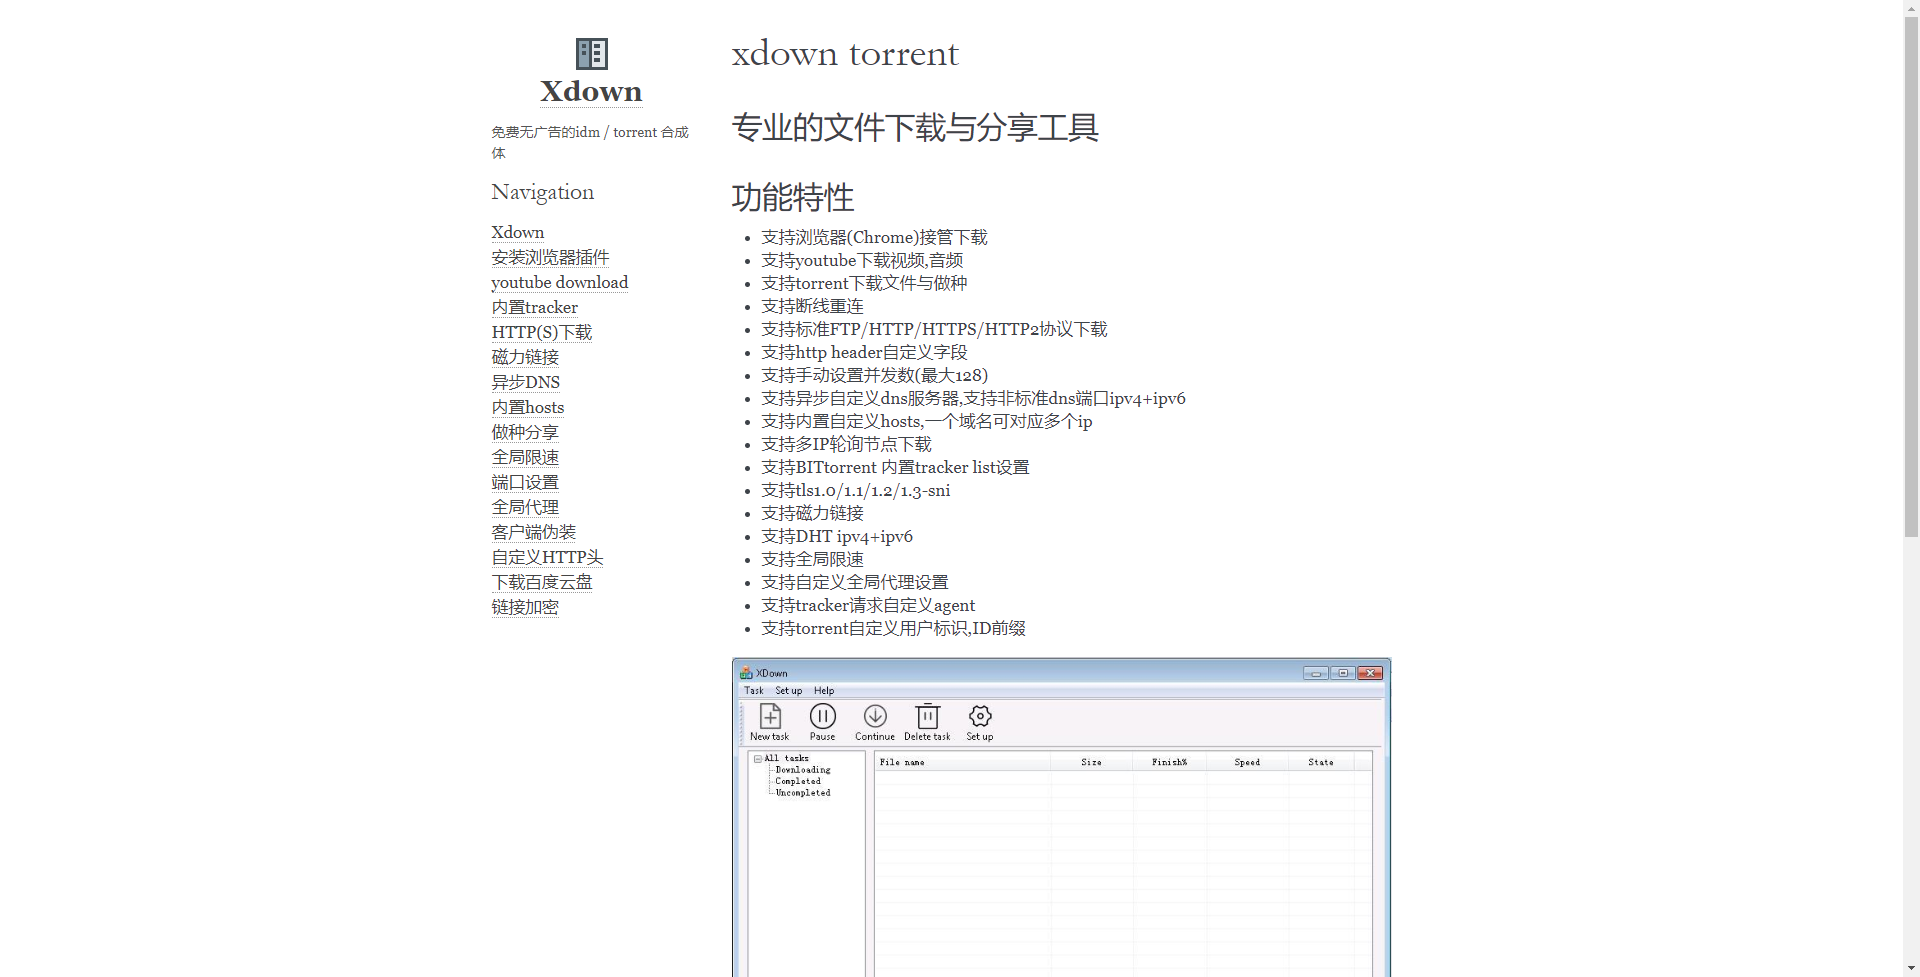 Xdown
免费无广告的idm / torrent 合成
体
Navigation
Xdown
安装浏览器插件
youtube download
内置tracker
HTTP(S)下载
磁力链接
异步DNS
内置hosts
做种分享
全局限速
端口设置
全局代理
客户端伪装
自定义HTTP头
下载百度云盘
链接加密
xdown torrent
专业的文件下载与分享工具
功能特性
支持浏览器(Chrome)接管下载
支持youtube下载视频,音频
支持torrent下载文件与做种
支持断线重连
支持标准FTP/HTTP/HTTPS/HTTP2协议下载
支持http header自定义字段
支持手动设置并发数(最大128)
支持异步自定义dns服务器,支持非标准dns端口ipv4+ipv6
支持内置自定义hosts,一个域名可对应多个ip
支持多IP轮询节点下载
支持BITtorrent 内置tracker list设置
支持tls1.0/1.1/1.2/1.3-sni
支持磁力链接
支持DHT ipv4+ipv6
支持全局限速
支持自定义全局代理设置
支持tracker请求自定义agent
支持torrent自定义用户标识,ID前缀
XDown
Task Set up Help
New task Pause Continue Delete task Set up
All tasks
Downloading
Completed
Uncompleted
File name Size Finish% Speed State